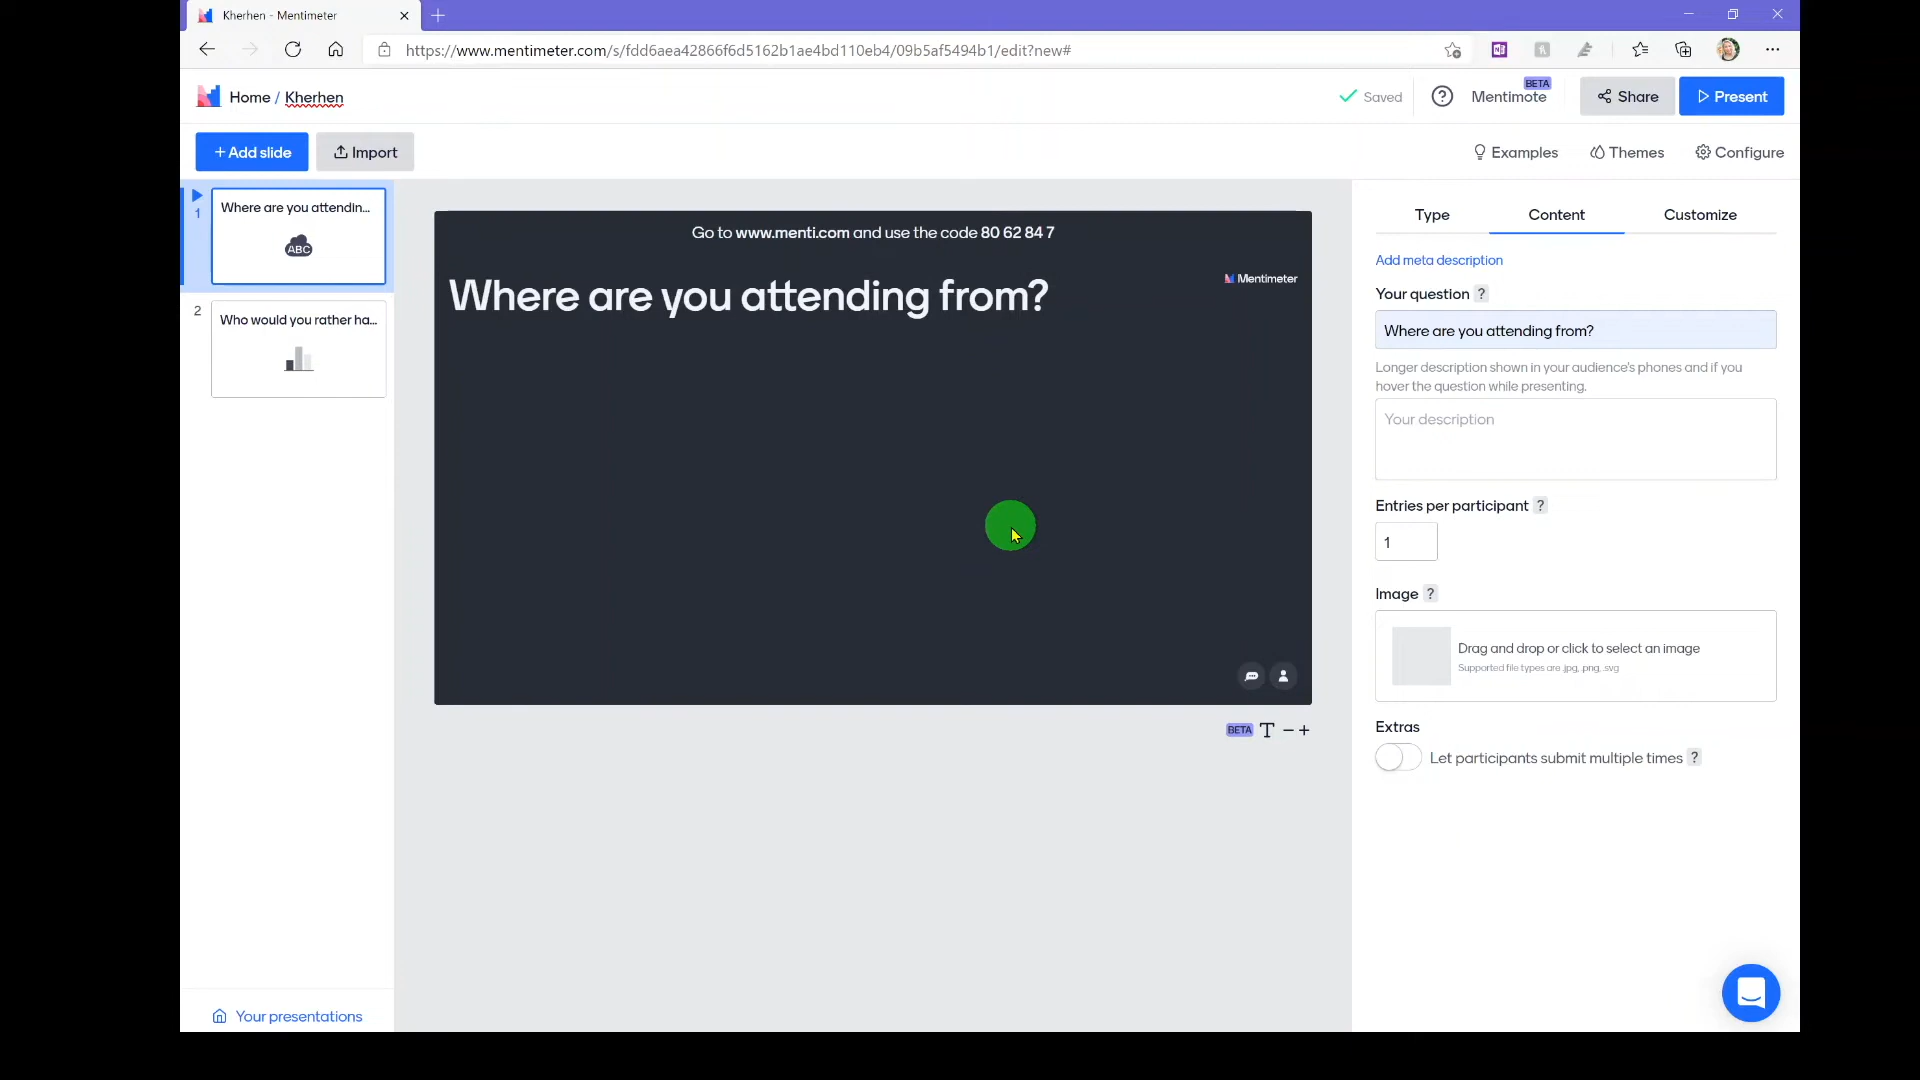 Kherhen - Mentimeter
https://www.mentimeter.com/s/fdd6aea42866f6d5162b1ae4bd110eb4/09b5af5494b1/edit?new#
Home / Kherhen
Saved
Mentimote
BETA
Share
Present
+ Add slide
Import
Examples
Themes
Configure
1
Where are you attendin...
ABC
2
Who would you rather ha...
Your presentations
Go to www.menti.com and use the code 80 62 84 7
Where are you attending from?
Mentimeter
BETA T − +
Type
Content
Customize
Add meta description
Your question ?
Where are you attending from?
Longer description shown in your audience's phones and if you
hover the question while presenting.
Your description
Entries per participant ?
1
Image ?
Drag and drop or click to select an image
Supported file types are .jpg, .png, .svg
Extras
Let participants submit multiple times ?